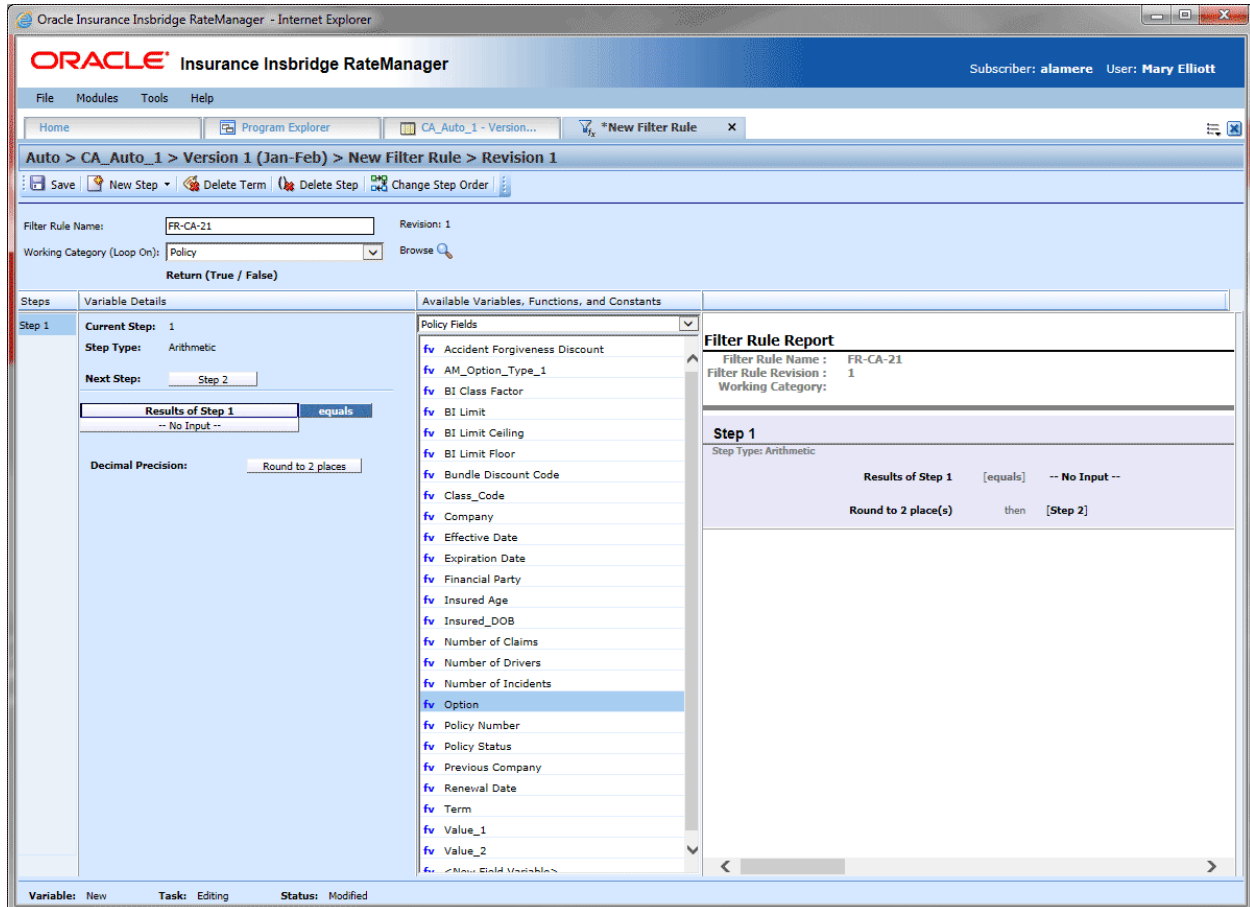 Oracle Insurance Insbridge RateManager - Internet Explorer
ORACLE Insurance Insbridge RateManager
Subscriber: alamere User: Mary Elliott
File Modules Tools Help
Home Program Explorer CA_Auto_1 - Version... *New Filter Rule x
Auto > CA_Auto_1 > Version 1 (Jan-Feb) > New Filter Rule > Revision 1
Save New Step Delete Term Delete Step Change Step Order
Filter Rule Name: FR-CA-21 Revision: 1
Working Category (Loop On): Policy Browse
Return (True / False)
Steps Variable Details Available Variables, Functions, and Constants
Step 1
Current Step: 1
Step Type: Arithmetic
Next Step: Step 2
Results of Step 1 equals
-- No Input --
Decimal Precision: Round to 2 places
Policy Fields
fv Accident Forgiveness Discount
fv AM_Option_Type_1
fv BI Class Factor
fv BI Limit
fv BI Limit Ceiling
fv BI Limit Floor
fv Bundle Discount Code
fv Class_Code
fv Company
fv Effective Date
fv Expiration Date
fv Financial Party
fv Insured Age
fv Insured_DOB
fv Number of Claims
fv Number of Drivers
fv Number of Incidents
fv Option
fv Policy Number
fv Policy Status
fv Previous Company
fv Renewal Date
fv Term
fv Value_1
fv Value_2
fv <New Field Variable>
Filter Rule Report
Filter Rule Name : FR-CA-21
Filter Rule Revision : 1
Working Category:
Step 1
Step Type: Arithmetic
Results of Step 1 [equals] -- No Input --
Round to 2 place(s) then [Step 2]
Variable: New Task: Editing Status: Modified